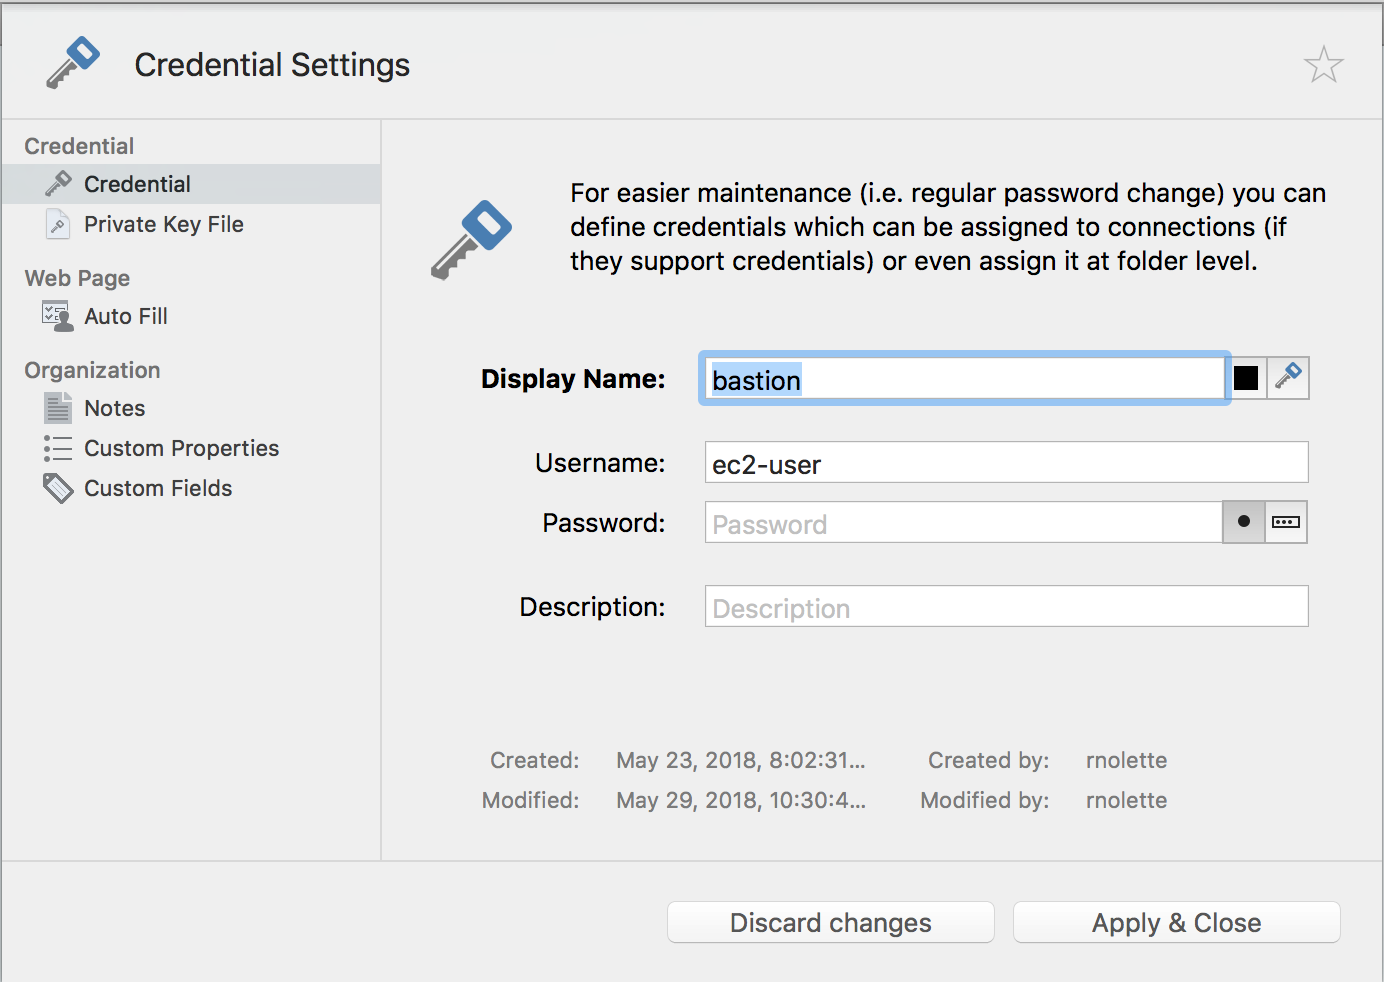 Credential Settings
Credential
Credential
Private Key File
Web Page
Auto Fill
Organization
Notes
Custom Properties
Custom Fields
For easier maintenance (i.e. regular password change) you can
define credentials which can be assigned to connections (if
they support credentials) or even assign it at folder level.
Display Name: bastion
Username: ec2-user
Password: Password
Description: Description
Created: May 23, 2018, 8:02:31... Created by: rnolette
Modified: May 29, 2018, 10:30:4... Modified by: rnolette
Discard changes Apply & Close